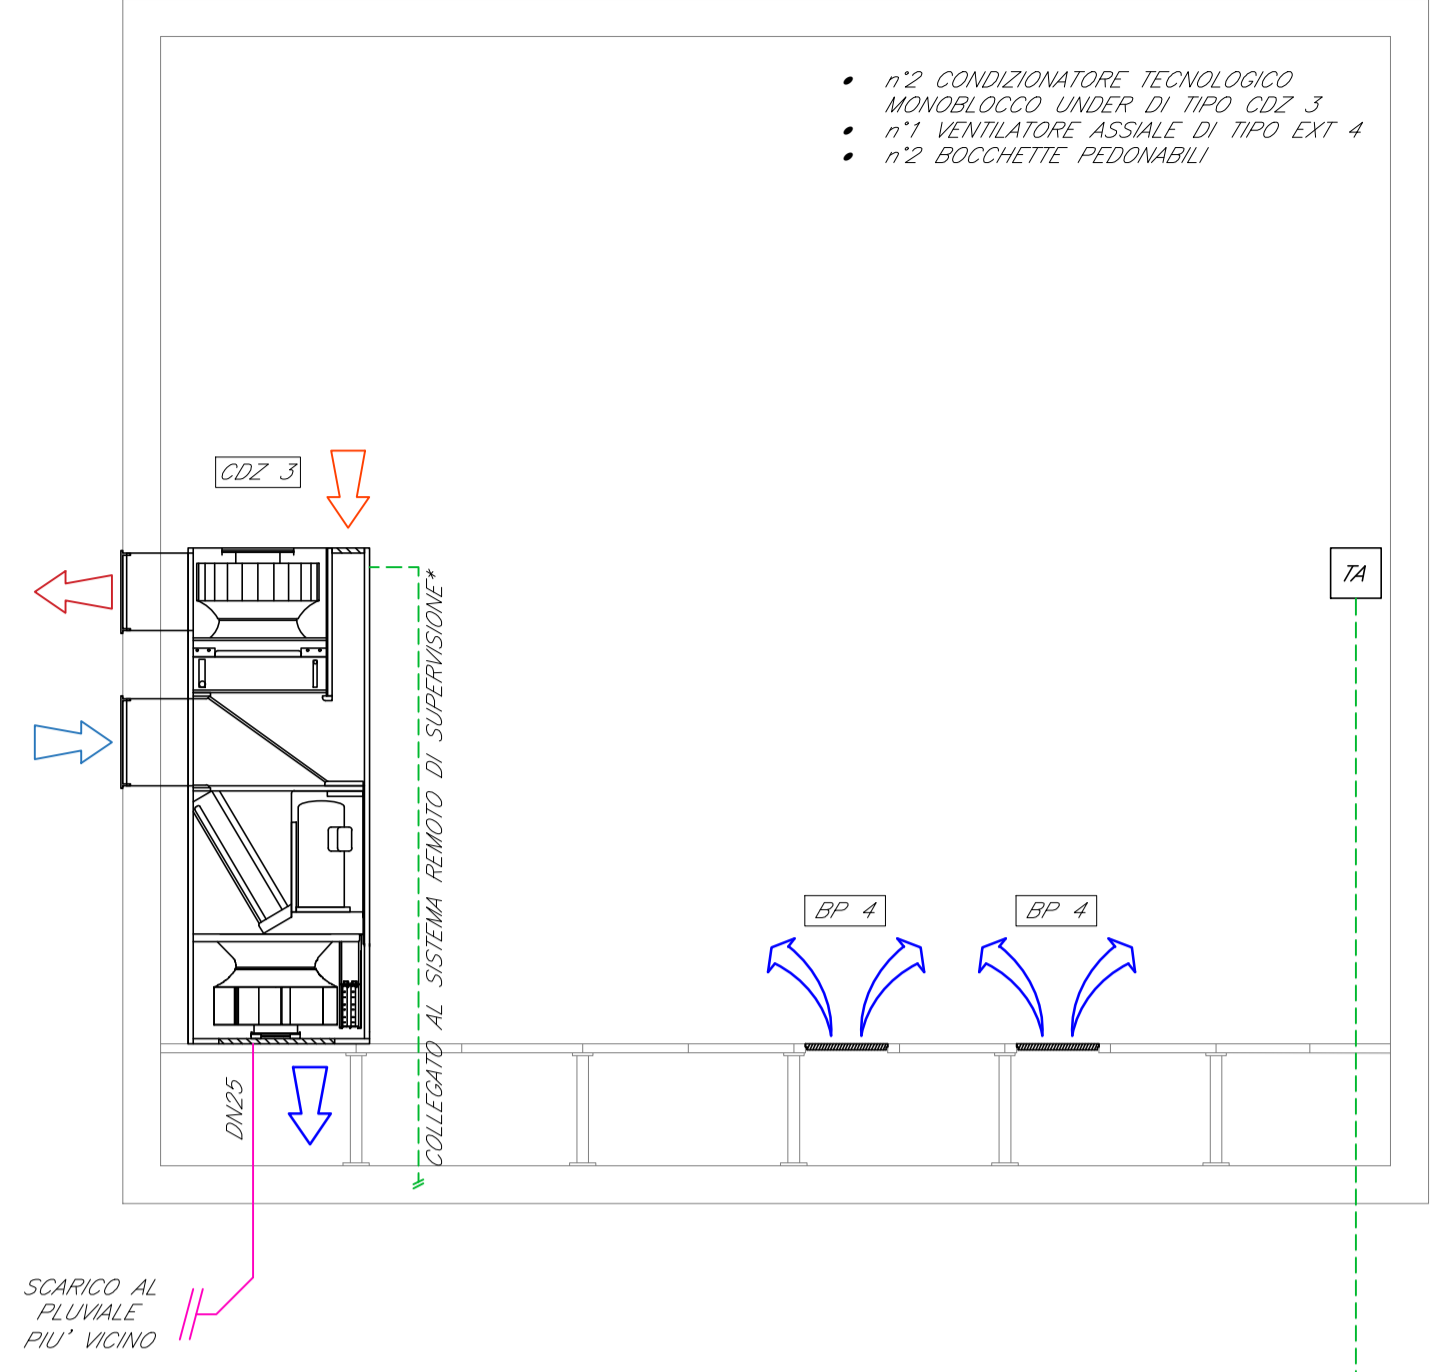 n°2 CONDIZIONATORE TECNOLOGICO
MONOBLOCCO UNDER DI TIPO CDZ 3
n°1 VENTILATORE ASSIALE DI TIPO EXT 4
n°2 BOCCHETTE PEDONABILI
CDZ 3
TA
COLLEGATO AL SISTEMA REMOTO DI SUPERVISIONE*
BP 4
BP 4
DN25
SCARICO AL
PLUVIALE
PIU' VICINO